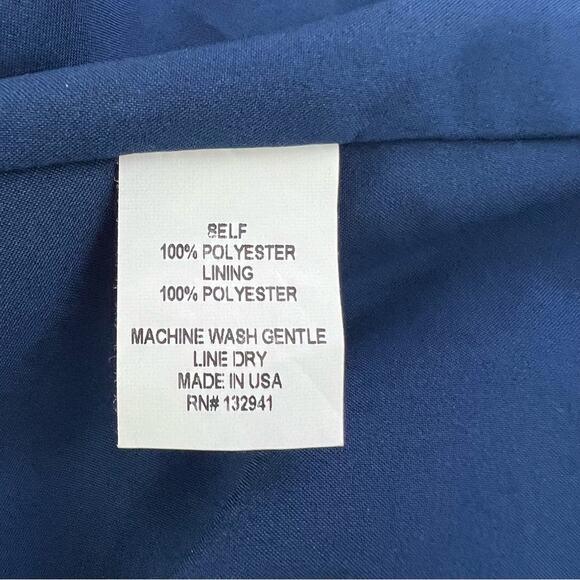 SELF
100% POLYESTER
LINING
100% POLYESTER
MACHINE WASH GENTLE
LINE DRY
MADE IN USA
RN# 132941